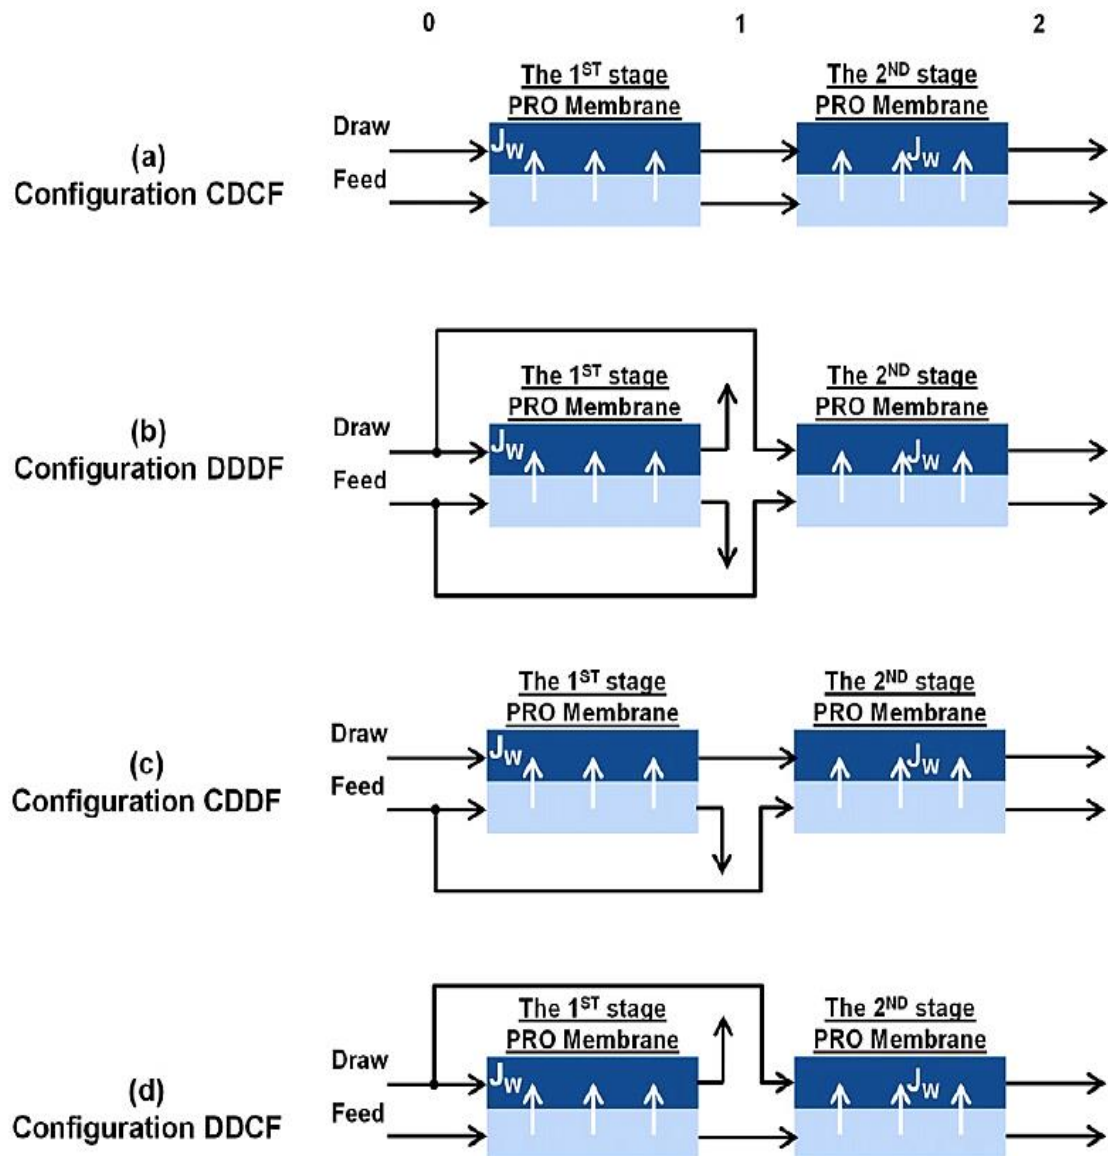 0 1 2
The 1ST stage The 2ND stage
PRO Membrane PRO Membrane
Draw
JW JW
(a)
Feed
Configuration CDCF
The 1ST stage The 2ND stage
PRO Membrane PRO Membrane
(b)
Draw
JW JW
Configuration DDDF
Feed
The 1ST stage The 2ND stage
PRO Membrane PRO Membrane
Draw
JW JW
(c)
Feed
Configuration CDDF
The 1ST stage The 2ND stage
PRO Membrane PRO Membrane
Draw
JW JW
(d)
Feed
Configuration DDCF